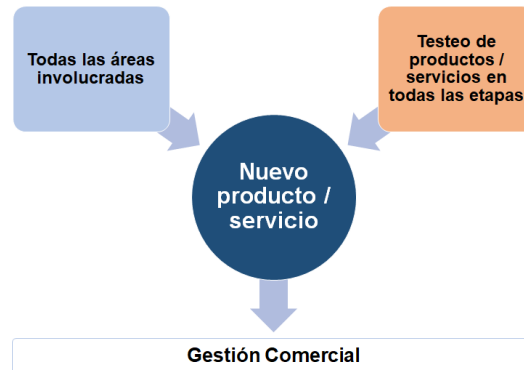 Todas las áreas
involucradas
Testeo de
productos /
servicios en
todas las etapas
Nuevo
producto /
servicio
Gestión Comercial